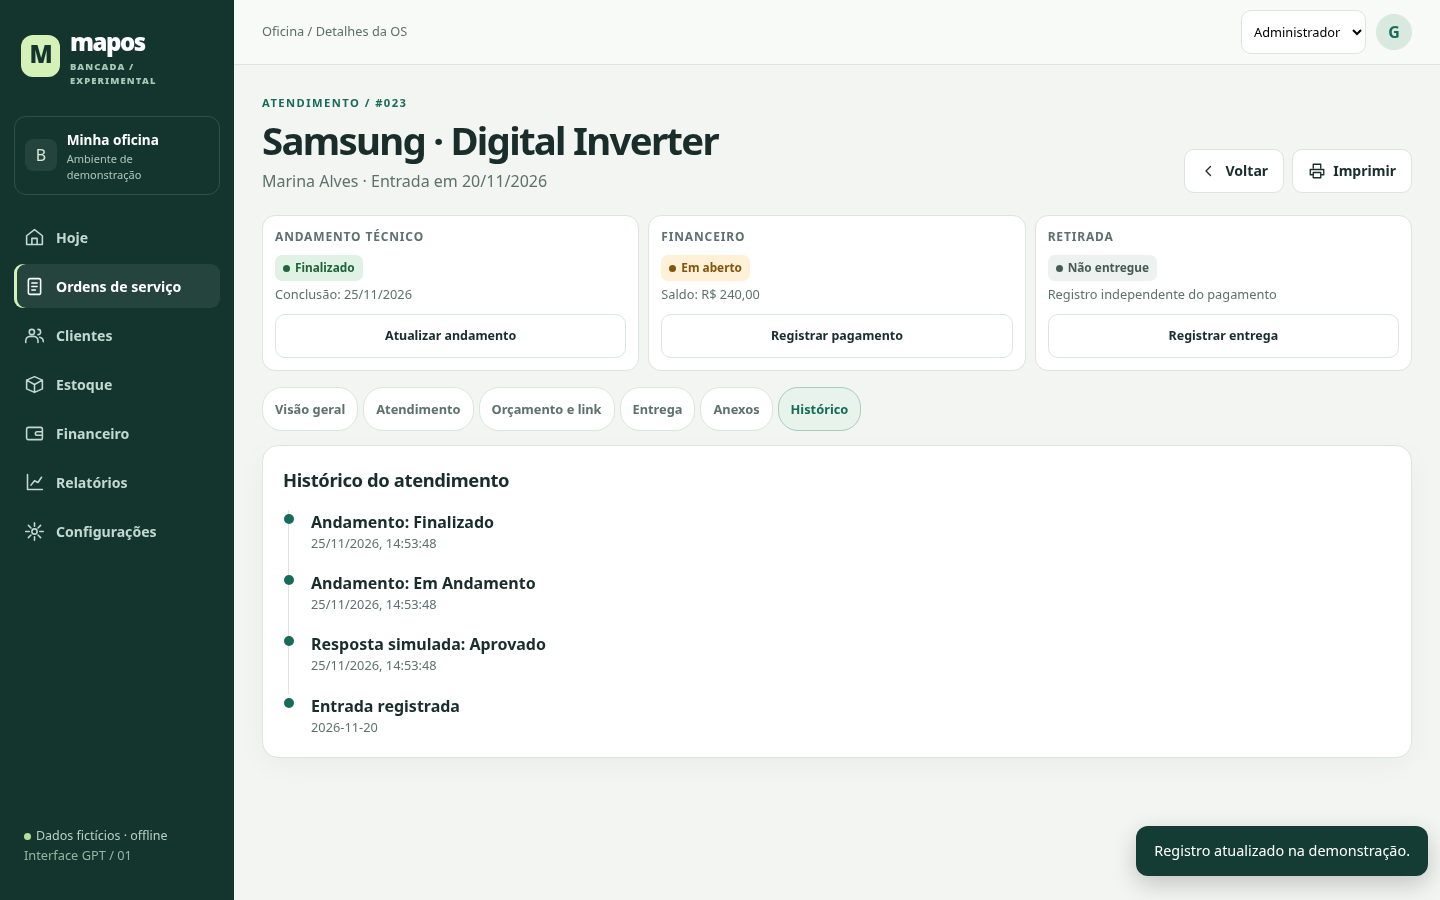 M
mapos
BANCADA /
EXPERIMENTAL
B
Minha oficina
Ambiente de
demonstração
Hoje
Ordens de serviço
Clientes
Estoque
Financeiro
Relatórios
Configurações
Dados fictícios · offline
Interface GPT / 01
Oficina / Detalhes da OS
Administrador
G
ATENDIMENTO / #023
Samsung · Digital Inverter
Marina Alves · Entrada em 20/11/2026
Voltar
Imprimir
ANDAMENTO TÉCNICO
Finalizado
Conclusão: 25/11/2026
Atualizar andamento
FINANCEIRO
Em aberto
Saldo: R$ 240,00
Registrar pagamento
RETIRADA
Não entregue
Registro independente do pagamento
Registrar entrega
Visão geral
Atendimento
Orçamento e link
Entrega
Anexos
Histórico
Histórico do atendimento
Andamento: Finalizado
25/11/2026, 14:53:48
Andamento: Em Andamento
25/11/2026, 14:53:48
Resposta simulada: Aprovado
25/11/2026, 14:53:48
Entrada registrada
2026-11-20
Registro atualizado na demonstração.